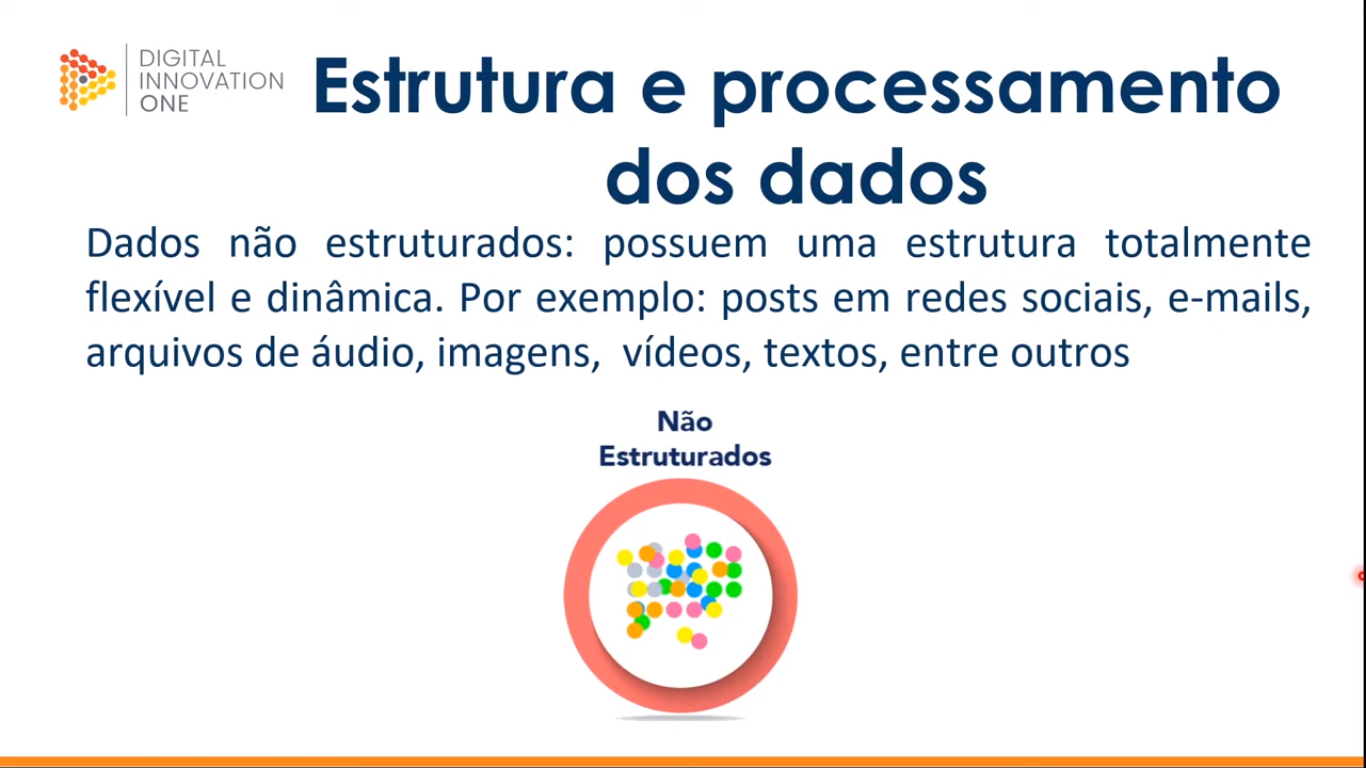 DIGITAL
INNOVATION
ONE
Estrutura e processamento
dos dados
Dados não estruturados: possuem uma estrutura totalmente
flexível e dinâmica. Por exemplo: posts em redes sociais, e-mails,
arquivos de áudio, imagens,  vídeos, textos, entre outros
Não
Estruturados